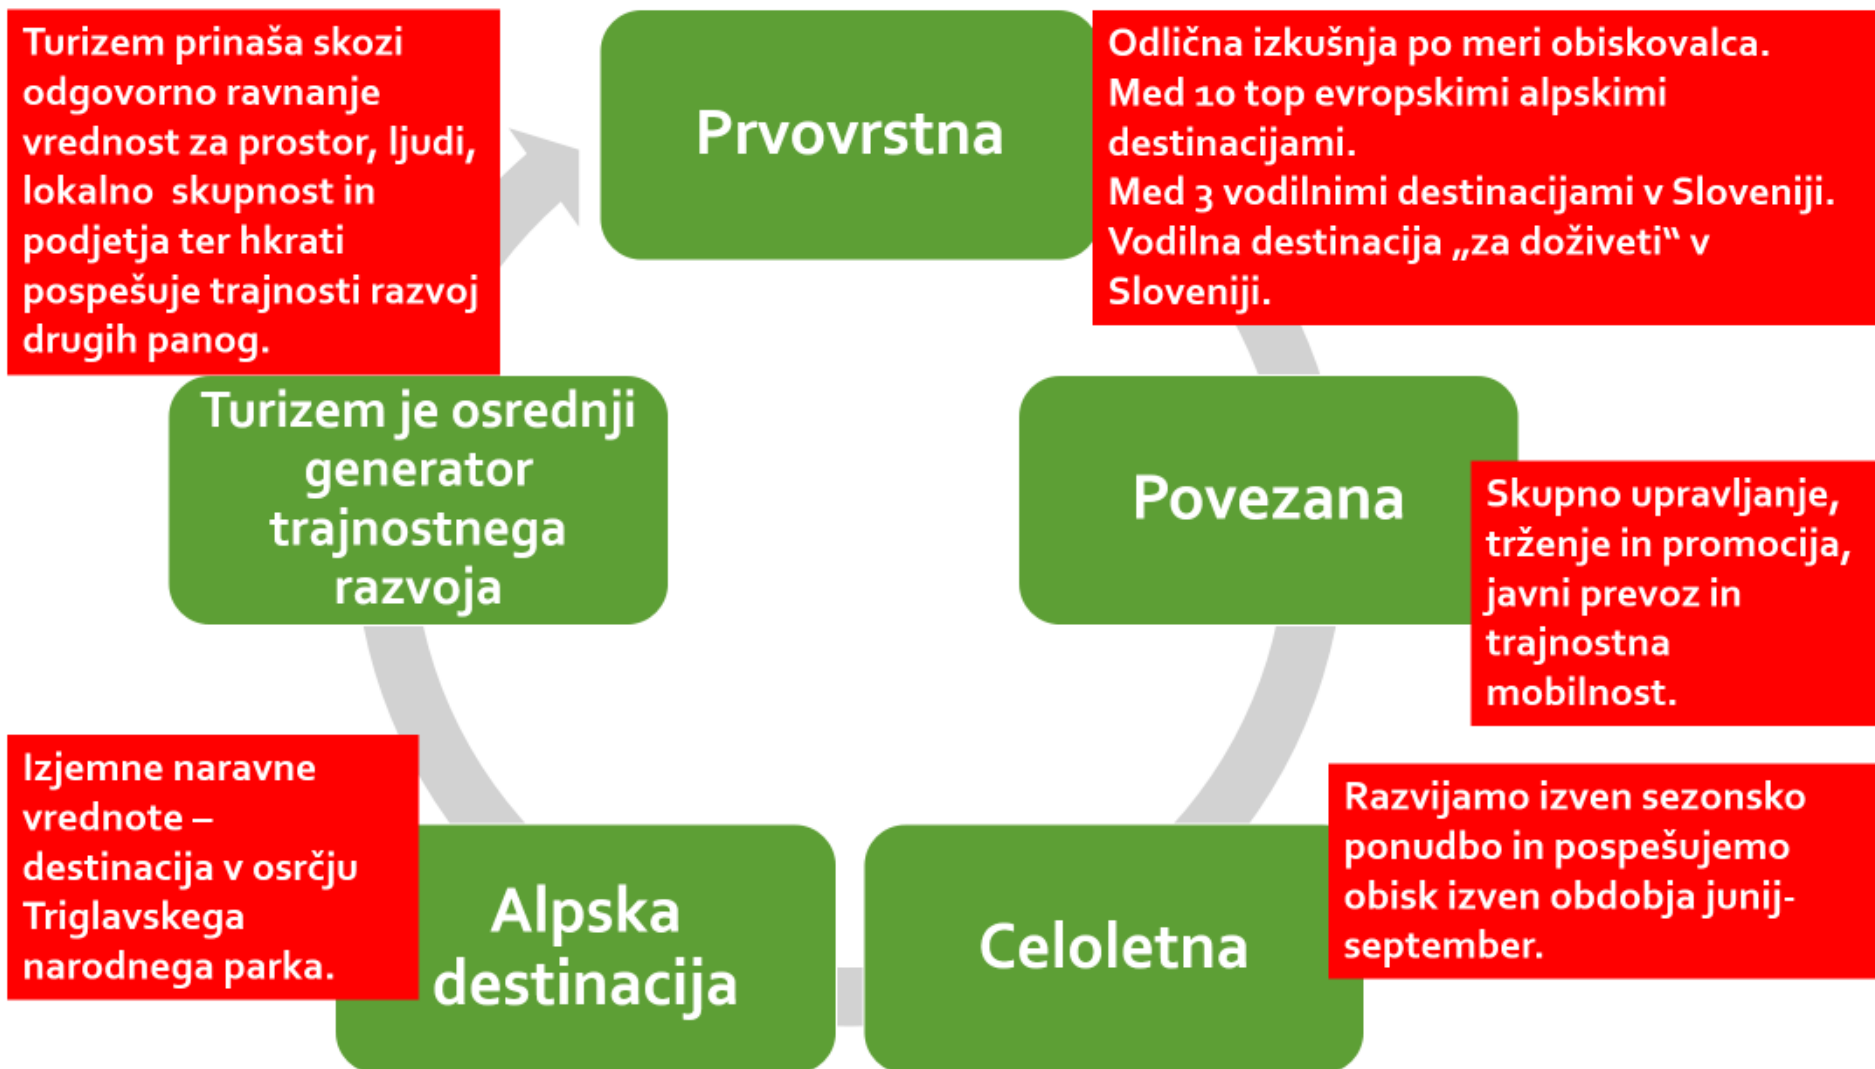 Turizem prinaša skozi
odgovorno ravnanje
vrednost za prostor, ljudi,
lokalno  skupnost in
podjetja ter hkrati
pospešuje trajnosti razvoj
drugih panog.
Prvovrstna
Odlična izkušnja po meri obiskovalca.
Med 10 top evropskimi alpskimi
destinacijami.
Med 3 vodilnimi destinacijami v Sloveniji.
Vodilna destinacija „za doživeti“ v
Sloveniji.
Turizem je osrednji
generator
trajnostnega
razvoja
Povezana
Skupno upravljanje,
trženje in promocija,
javni prevoz in
trajnostna
mobilnost.
Izjemne naravne
vrednote –
destinacija v osrčju
Triglavskega
narodnega parka.
Alpska
destinacija
Celoletna
Razvijamo izven sezonsko
ponudbo in pospešujemo
obisk izven obdobja junij-
september.